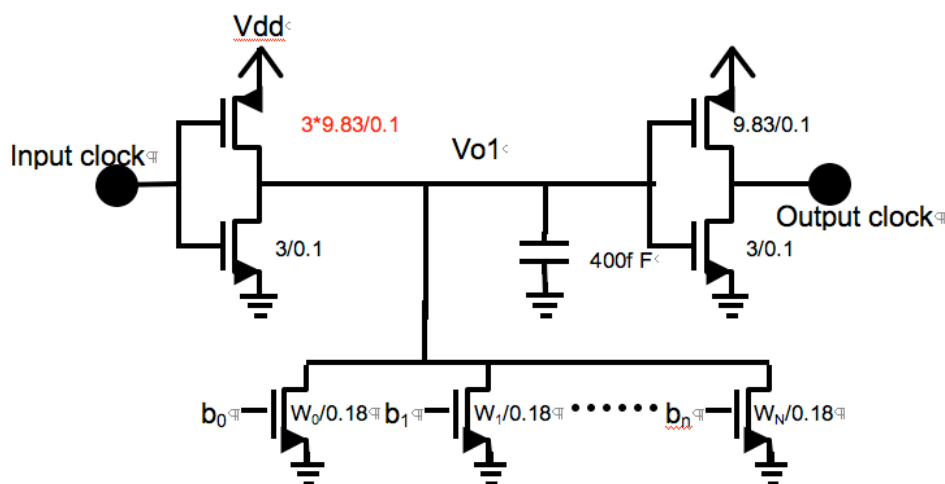 Vdd
3*9.83/0.1
9.83/0.1
Vo1
Input clock
Output clock
3/0.1
400f F
3/0.1
b0
W0/0.18
b1
W1/0.18
bn
WN/0.18